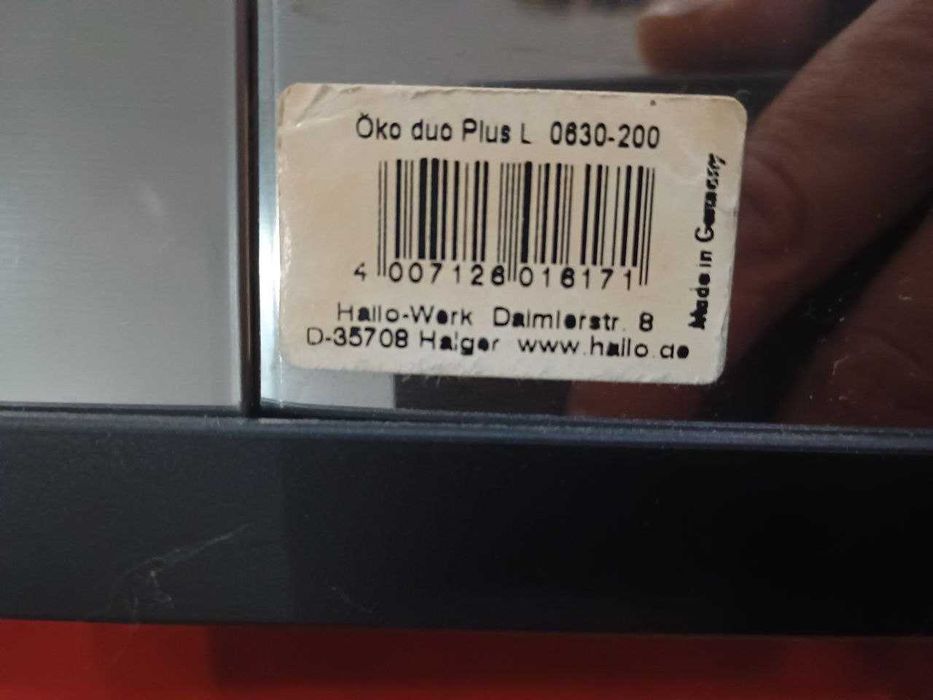 Öko duo Plus L 0630-200
4 007126 016171
Hailo-Werk Daimlerstr. 8
D-35708 Haiger www.hailo.de
Made in Germany